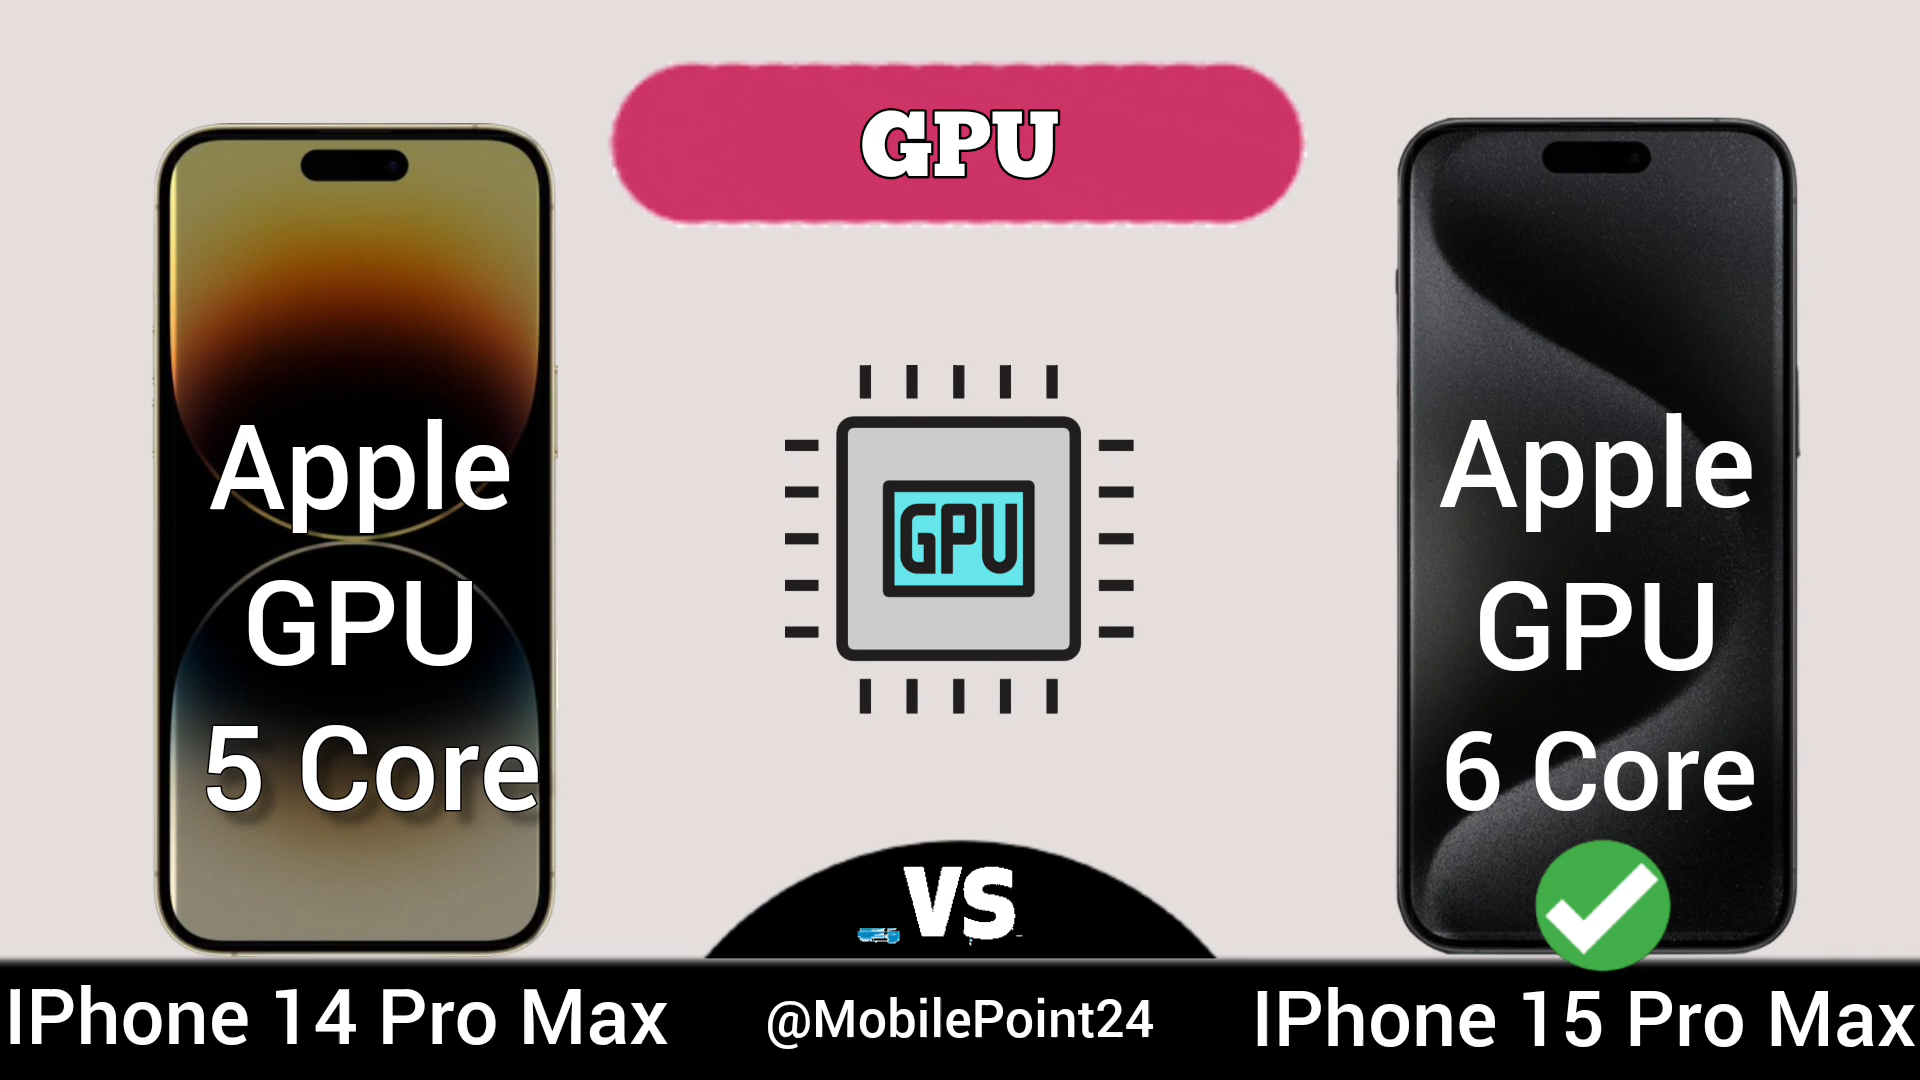 GPU
Apple
GPU
5 Core
GPU
Apple
GPU
6 Core
VS
IPhone 14 Pro Max
@MobilePoint24
IPhone 15 Pro Max